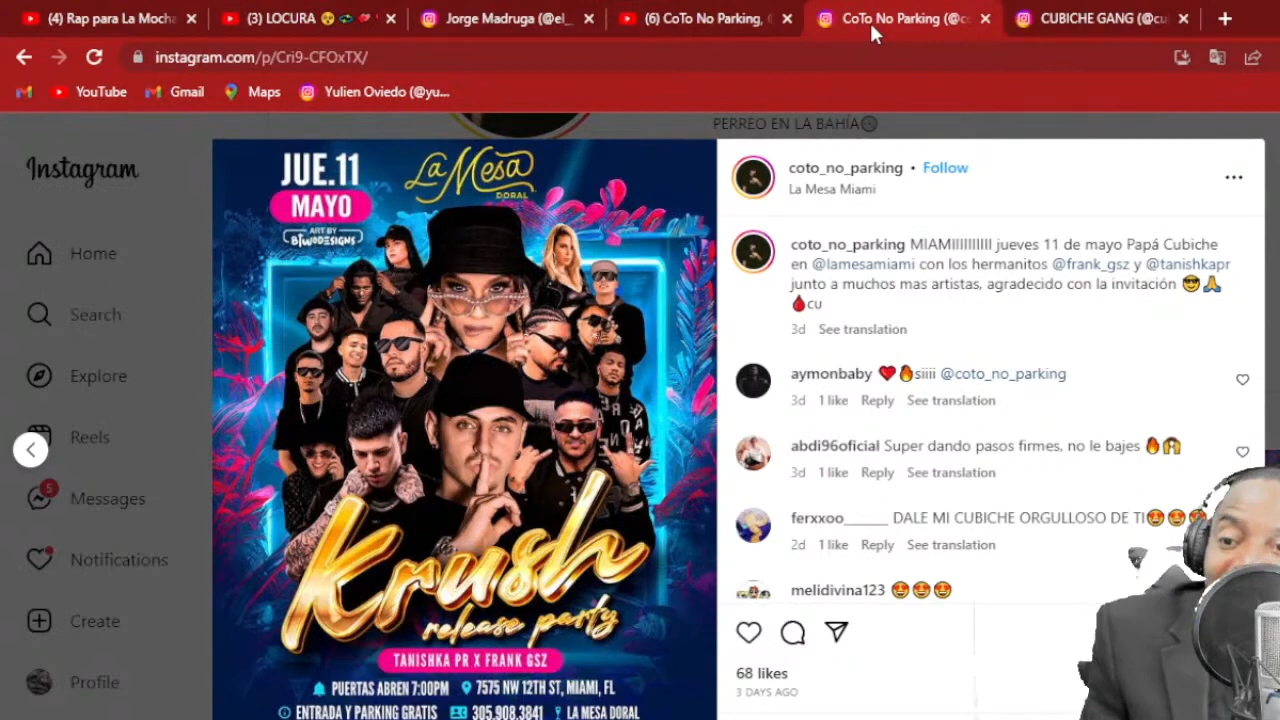 (4) Rap para La Mocha
(3) LOCURA
Jorge Madruga (@el_
(6) CoTo No Parking,
CoTo No Parking (@c
CUBICHE GANG (@cu
instagram.com/p/Cri9-CFOxTX/
YouTube
Gmail
Maps
Yulien Oviedo (@yu...
PERREO EN LA BAHÍA
Instagram
Home
Search
Explore
Reels
5
Messages
Notifications
Create
Profile
JUE.11
MAYO
ART BY
BTWODESIGNS
La Mesa
DORAL
Krush
release party
TANISHKA PR X FRANK GSZ
PUERTAS ABREN 7:00PM
7575 NW 12TH ST, MIAMI, FL
ENTRADA Y PARKING GRATIS
305.908.3841
LA MESA DORAL
coto_no_parking • Follow
La Mesa Miami
coto_no_parking MIAMIIIIIIIIII jueves 11 de mayo Papá Cubiche
en @lamesamiami con los hermanitos @frank_gsz y @tanishkapr
junto a muchos mas artistas, agradecido con la invitación 😎🙏
🩸cu
3d See translation
aymonbaby ❤️🔥siiii @coto_no_parking
3d 1 like Reply See translation
abdi96oficial Super dando pasos firmes, no le bajes 🔥😱
3d 1 like Reply See translation
ferxxoo______ DALE MI CUBICHE ORGULLOSO DE TI😍😍😍
2d 1 like Reply See translation
melidivina123 😍😍😍
68 likes
3 DAYS AGO